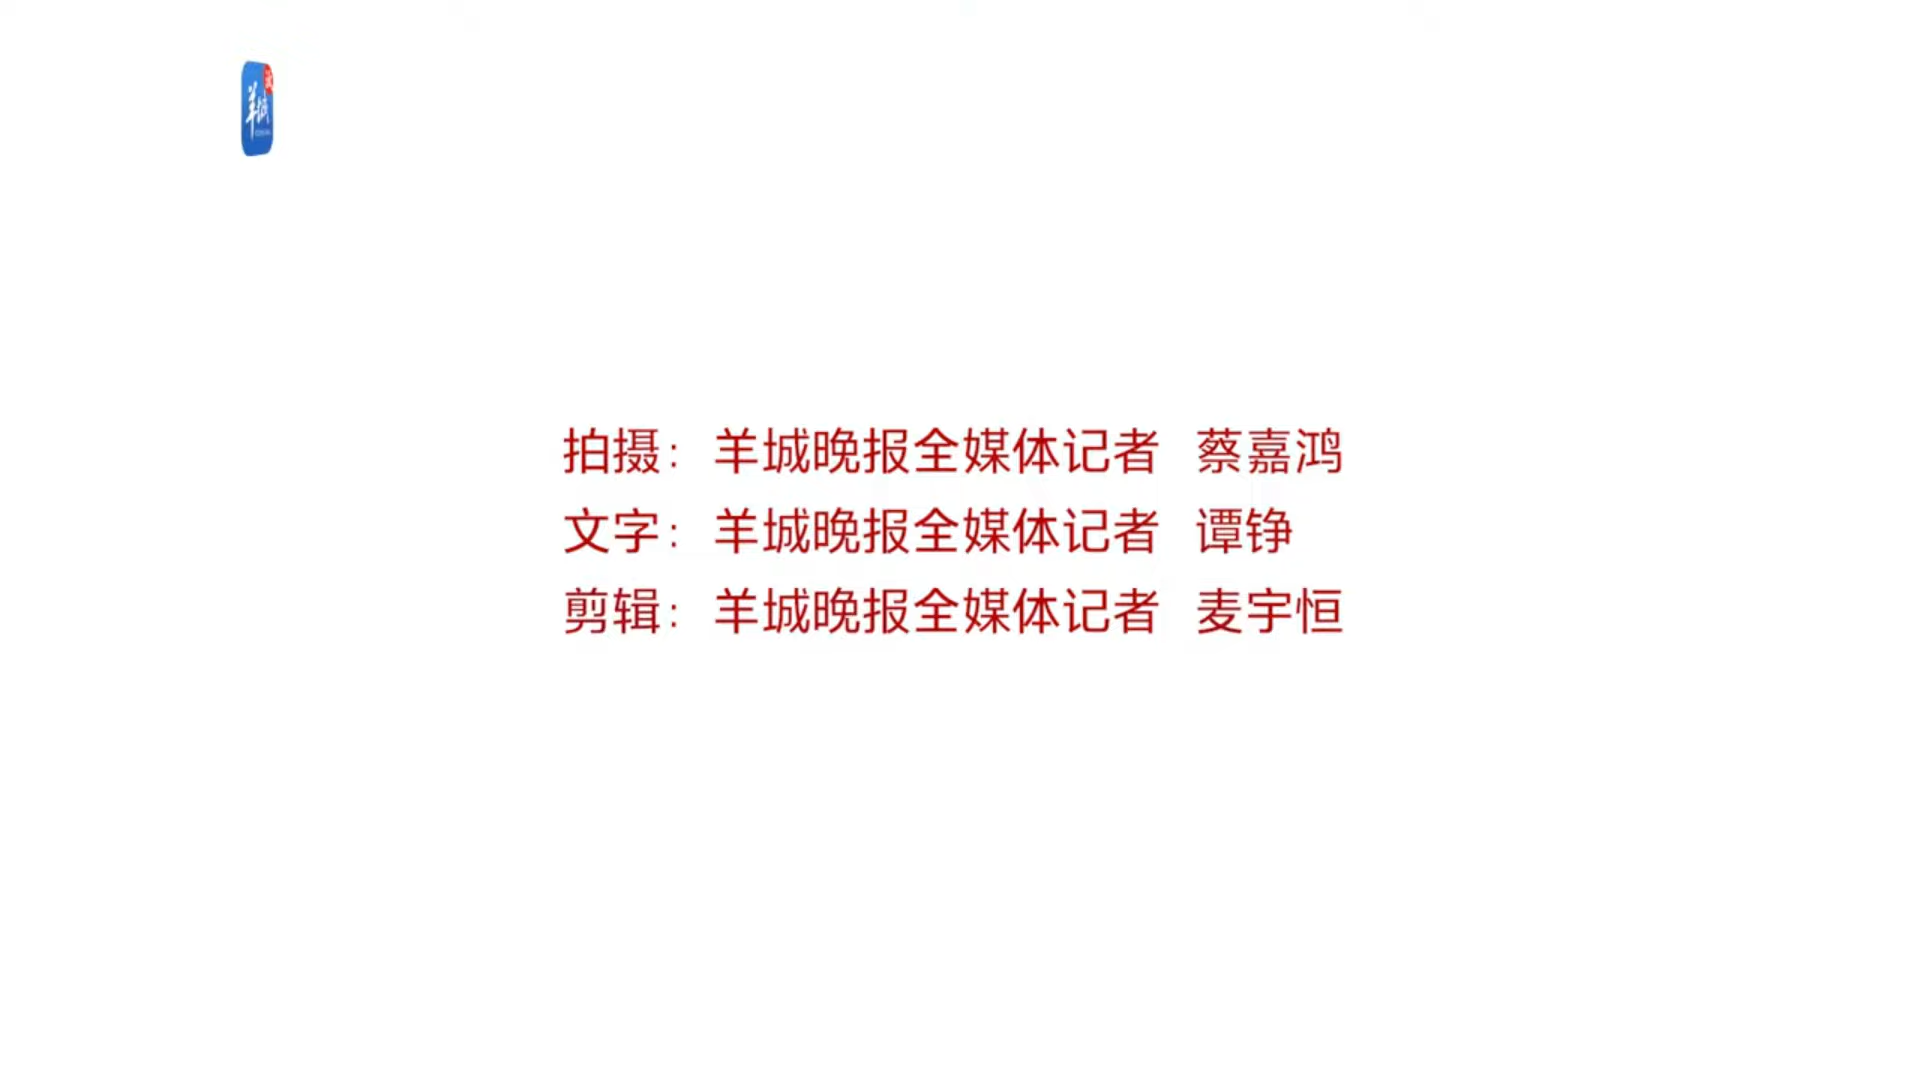 羊城
拍摄：羊城晚报全媒体记者 蔡嘉鸿
文字：羊城晚报全媒体记者 谭铮
剪辑：羊城晚报全媒体记者 麦宇恒